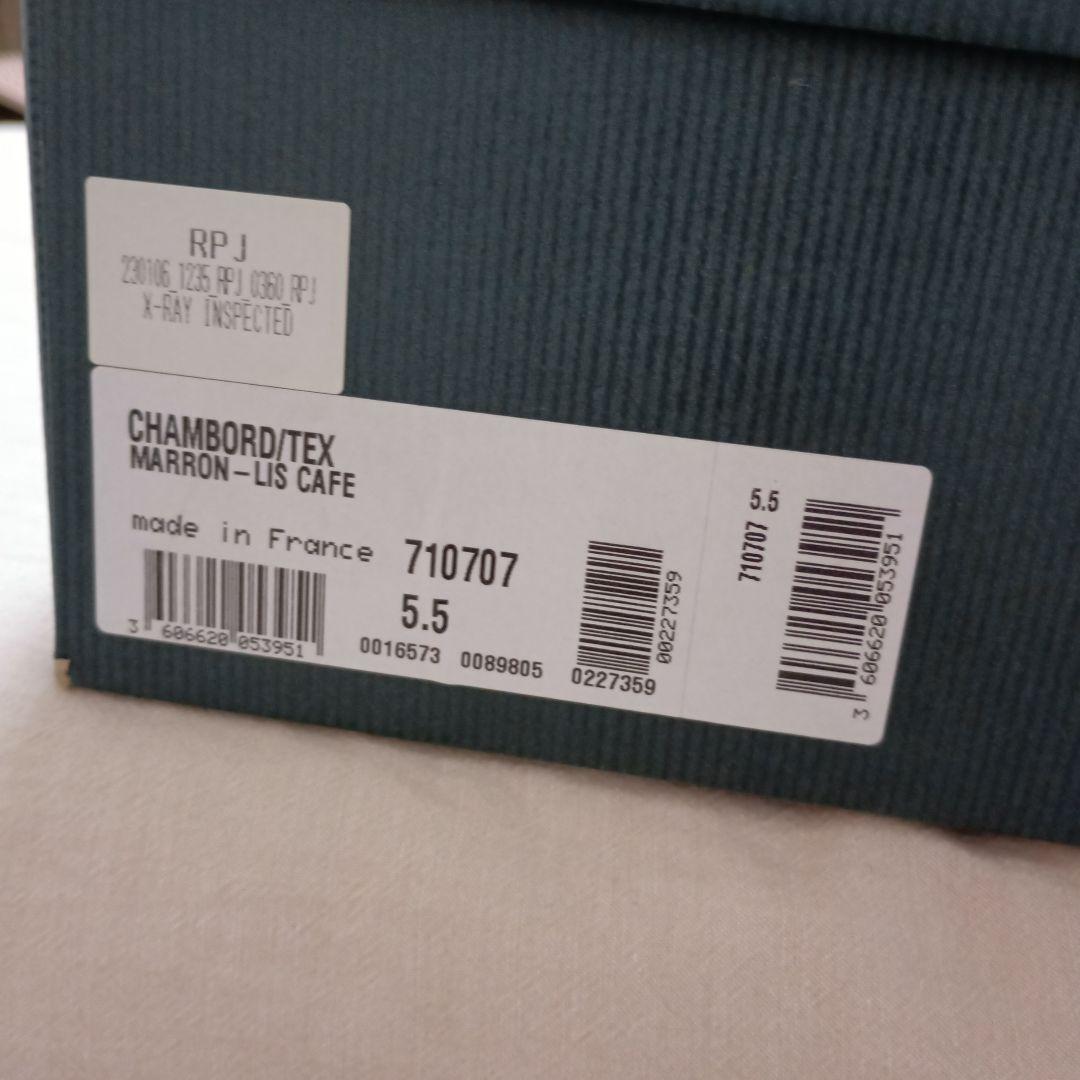 RPJ
230106_1235_RPJ_0360_RPJ
X-RAY INSPECTED
CHAMBORD/TEX
MARRON-LIS CAFE
made in France 710707
5.5
3 606620 053951
0016573 0089805 0227359
00227359
710707 5.5
3 606620 053951